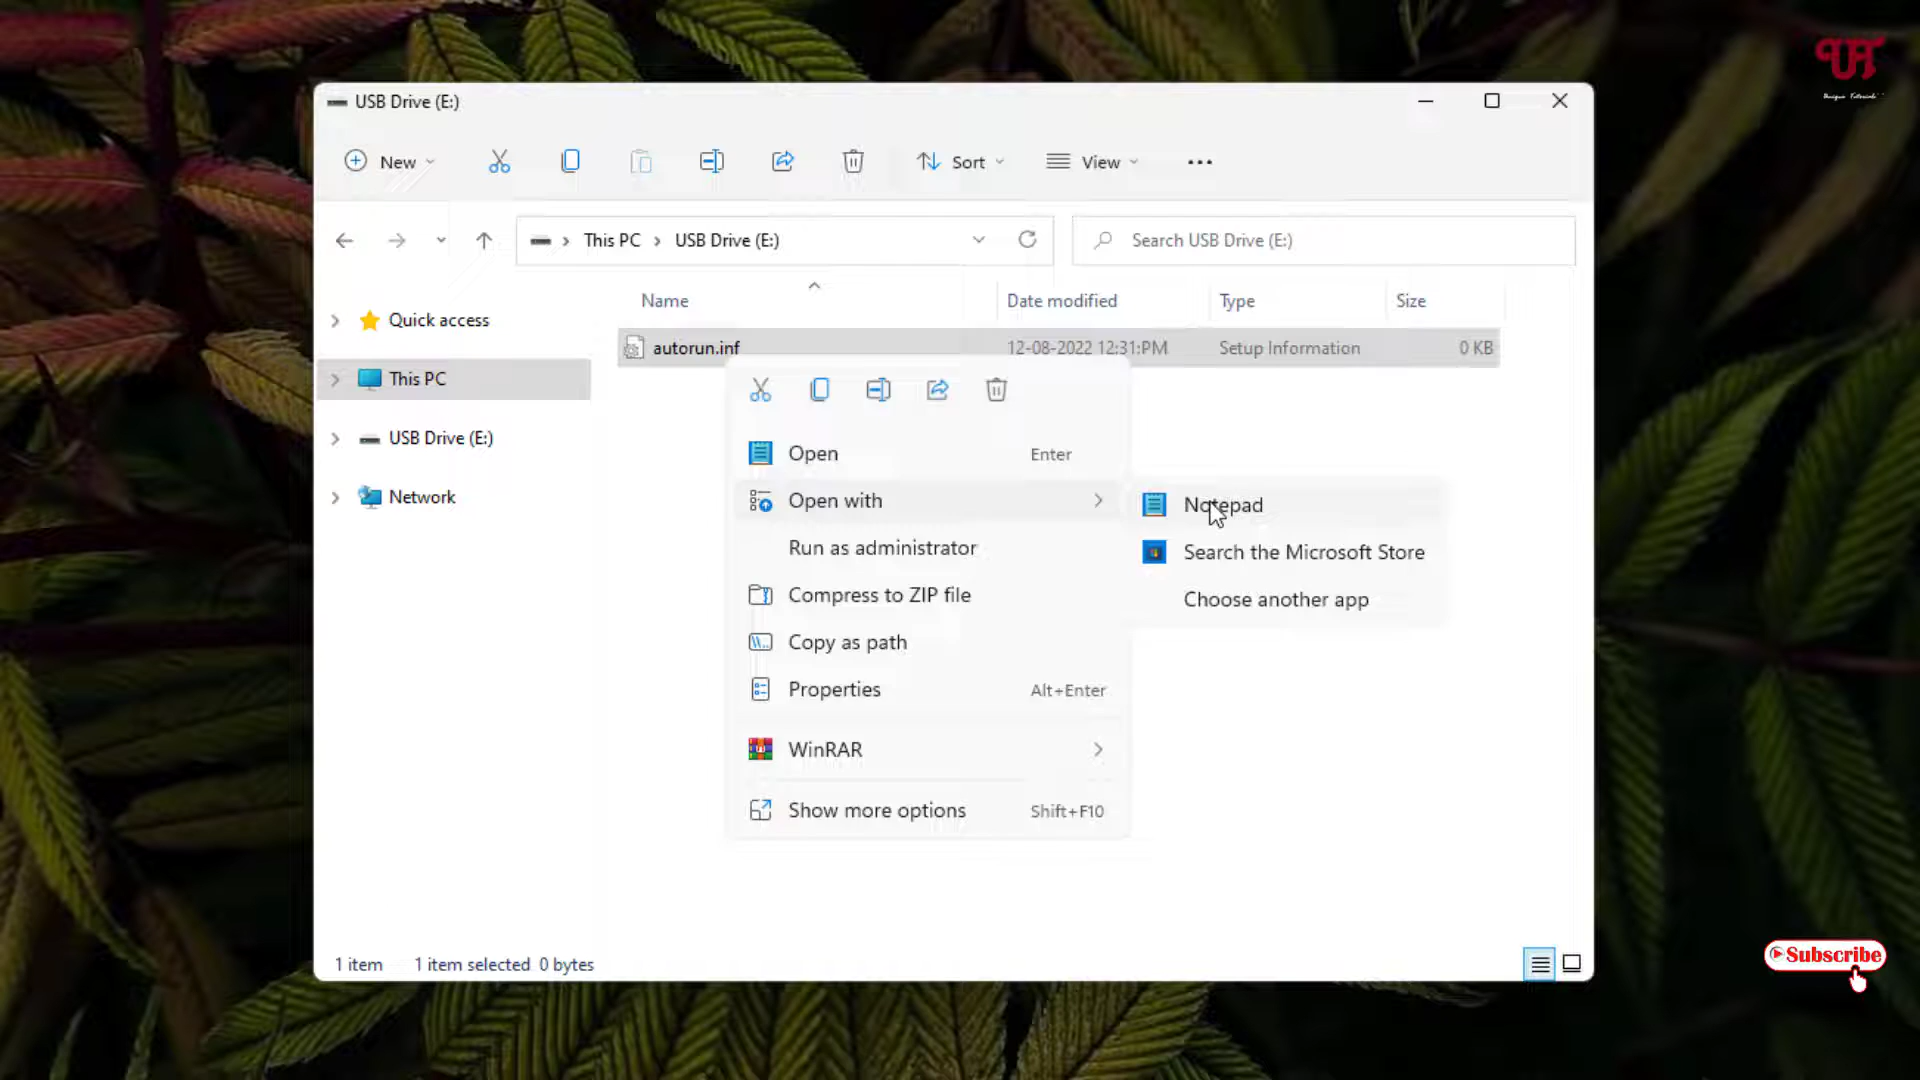 UT
Unique Tutorials
USB Drive (E:)
New
Sort
View
This PC
USB Drive (E:)
Search USB Drive (E:)
Name
Date modified
Type
Size
Quick access
autorun.inf
12-08-2022 12:31:PM
Setup Information
0 KB
This PC
USB Drive (E:)
Network
Open
Enter
Open with
Run as administrator
Compress to ZIP file
Copy as path
Properties
Alt+Enter
WinRAR
Show more options
Shift+F10
Notepad
Search the Microsoft Store
Choose another app
1 item
1 item selected 0 bytes
Subscribe